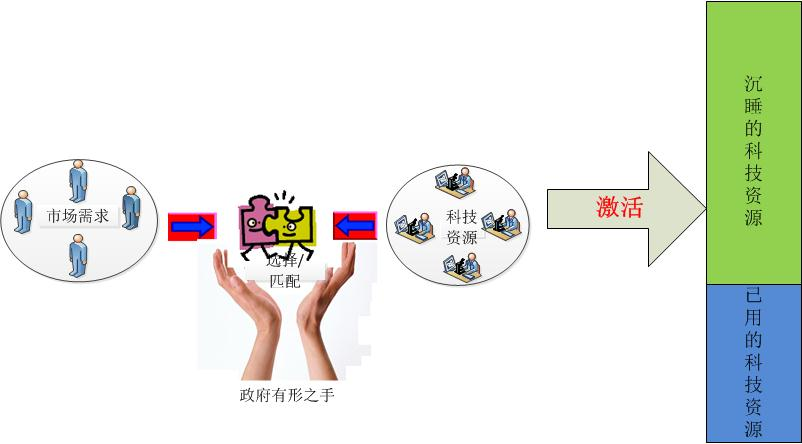 市场需求
选择/
匹配
政府有形之手
科技
资源
激活
沉睡的科技资源
已用的科技资源